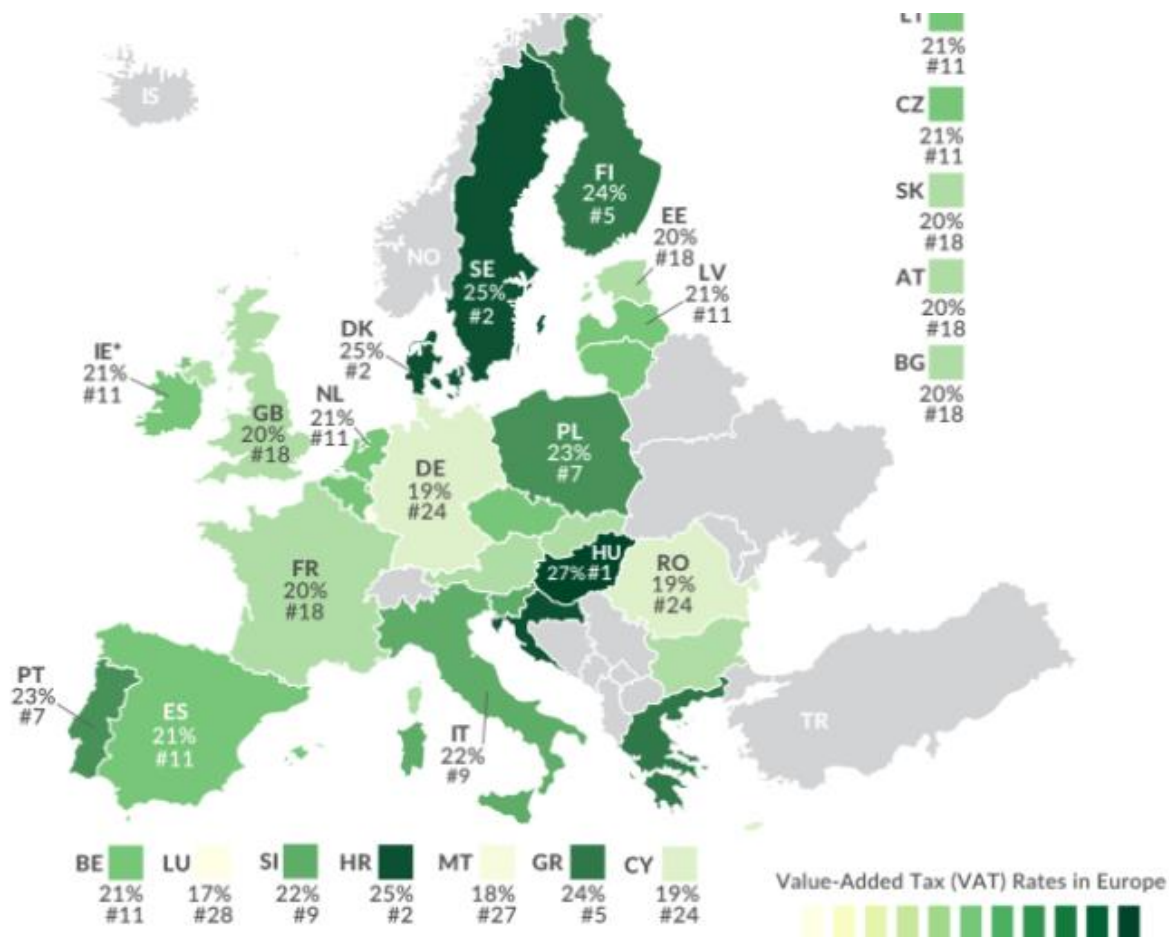 LT
21%
#11
IS
CZ
21%
#11
FI
24%
#5
SK
20%
#18
EE
20%
#18
NO
SE
25%
#2
LV
21%
#11
AT
20%
#18
DK
25%
#2
IE*
21%
#11
BG
20%
#18
NL
21%
#11
GB
20%
#18
PL
23%
#7
DE
19%
#24
HU
27% #1
RO
19%
#24
FR
20%
#18
PT
23%
#7
ES
21%
#11
TR
IT
22%
#9
BE
21%
#11
LU
17%
#28
SI
22%
#9
HR
25%
#2
MT
18%
#27
GR
24%
#5
CY
19%
#24
Value-Added Tax (VAT) Rates in Europe